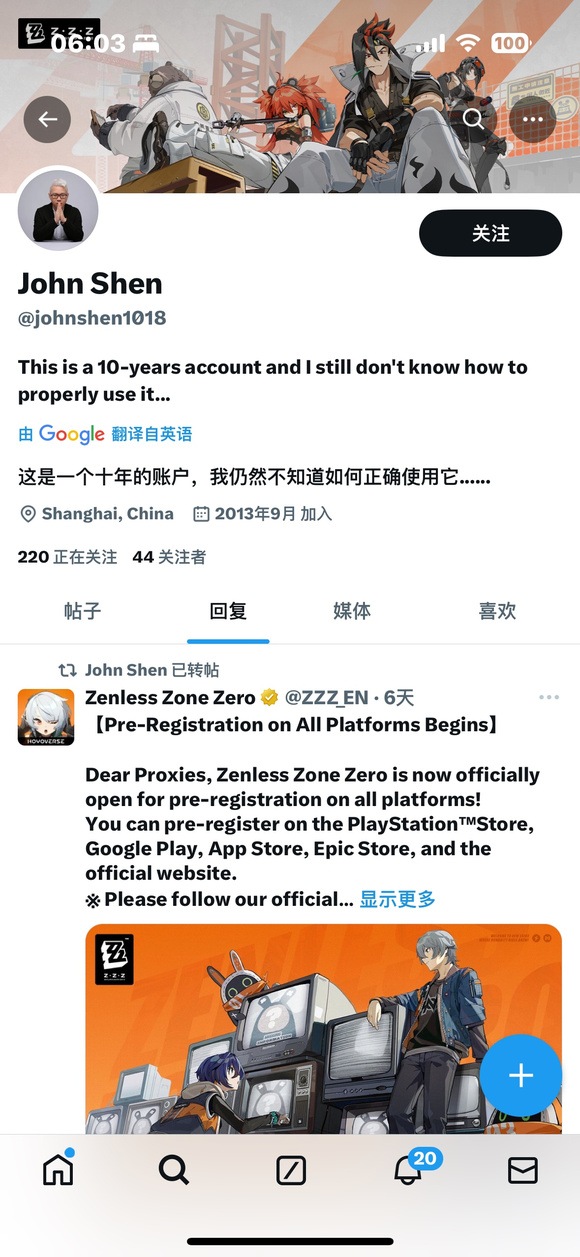 Z·Z·Z
06:03
100
关注
John Shen
@johnshen1018
This is a 10-years account and I still don't know how to
properly use it...
由 Google 翻译自英语
这是一个十年的账户，我仍然不知道如何正确使用它......
Shanghai, China 2013年9月 加入
220 正在关注 44 关注者
帖子 回复 媒体 喜欢
John Shen 已转帖
Zenless Zone Zero @ZZZ_EN · 6天
【Pre-Registration on All Platforms Begins】
Dear Proxies, Zenless Zone Zero is now officially
open for pre-registration on all platforms!
You can pre-register on the PlayStation™Store,
Google Play, App Store, Epic Store, and the
official website.
※ Please follow our official... 显示更多
HOYOVERSE
Z·Z·Z
20